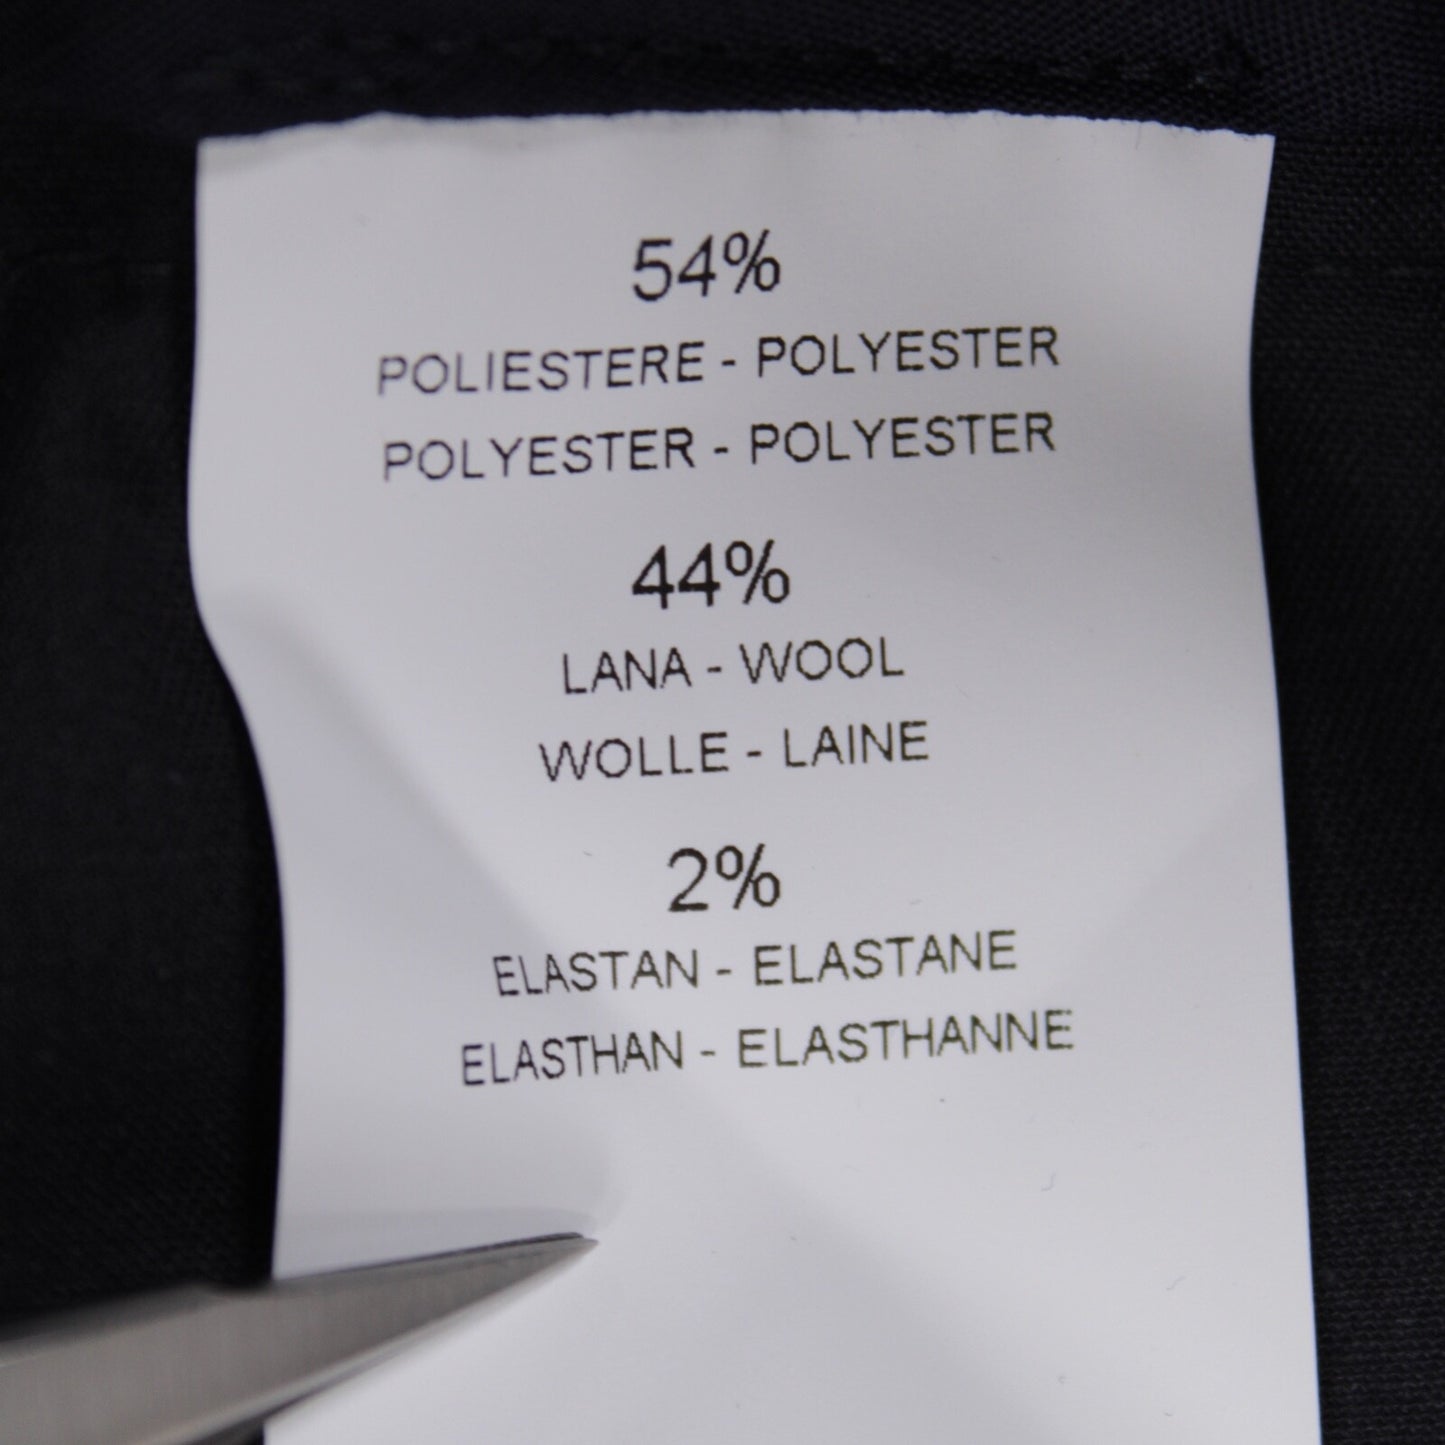 54%
POLIESTERE - POLYESTER
POLYESTER - POLYESTER
44%
LANA - WOOL
WOLLE - LAINE
2%
ELASTAN - ELASTANE
ELASTHAN - ELASTHANNE